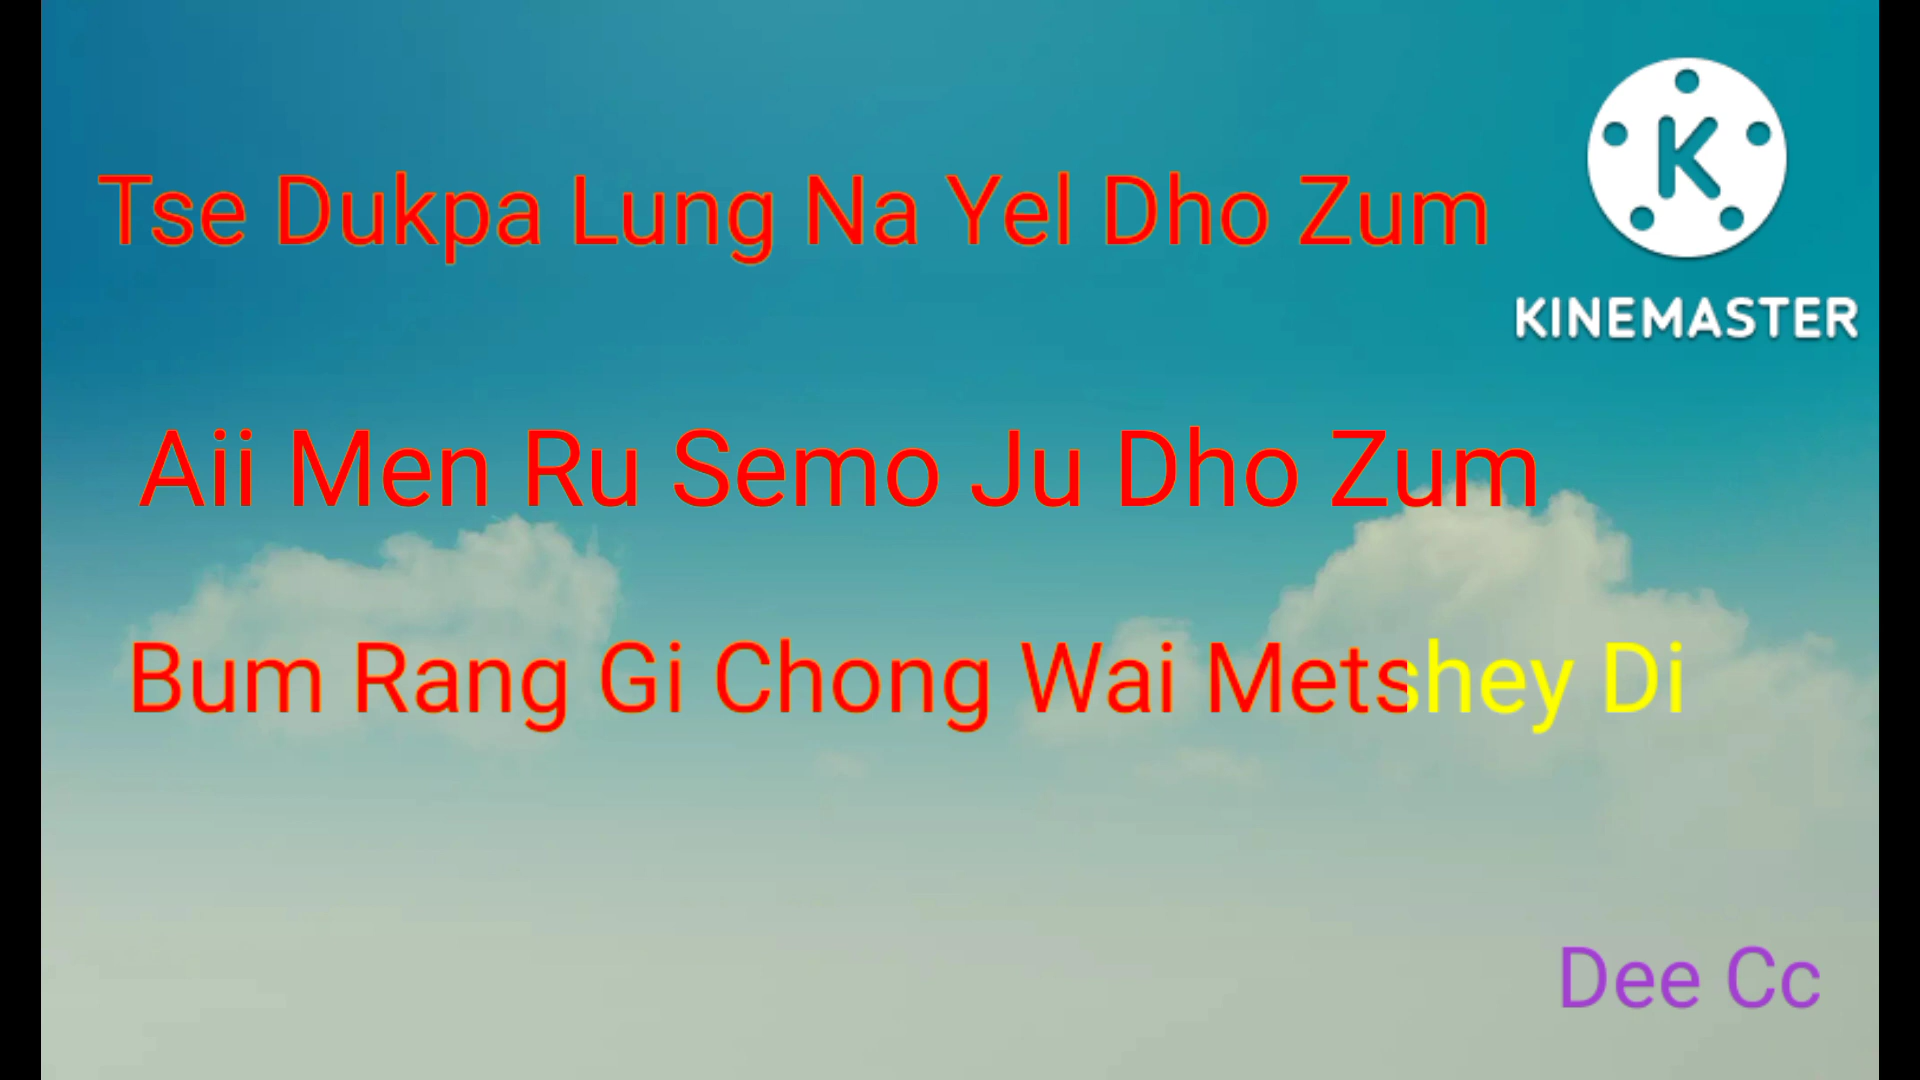 Tse Dukpa Lung Na Yel Dho Zum
K
KINEMASTER
Aii Men Ru Semo Ju Dho Zum
Bum Rang Gi Chong Wai Metshey Di
Dee Cc